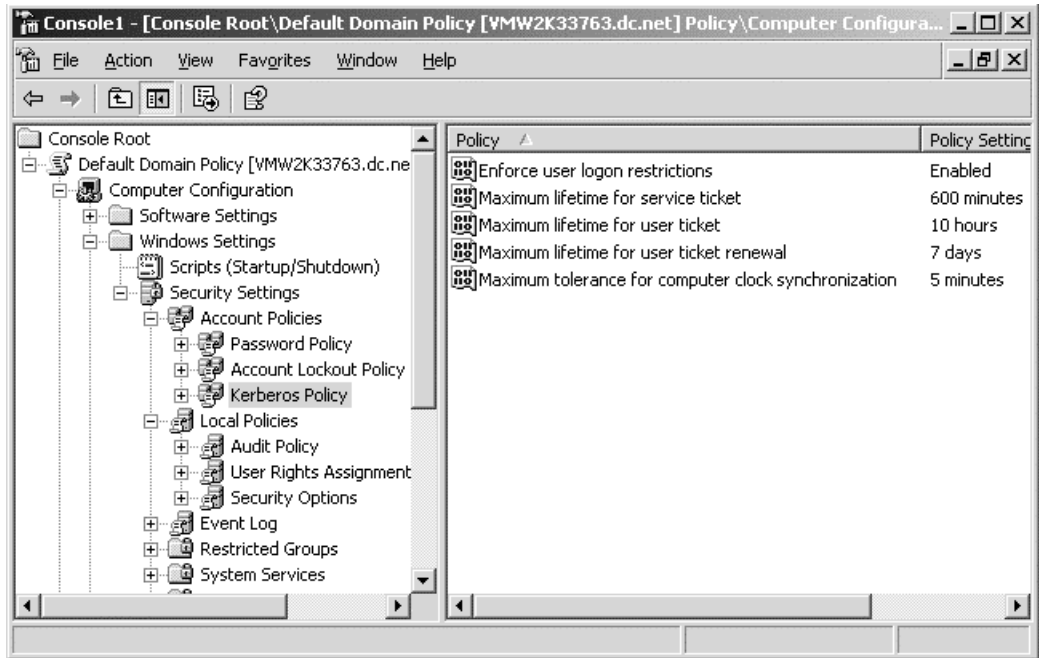 Console1 - [Console Root\Default Domain Policy [VMW2K33763.dc.net] Policy\Computer Configura...
File Action View Favorites Window Help
Console Root
Default Domain Policy [VMW2K33763.dc.ne
Computer Configuration
Software Settings
Windows Settings
Scripts (Startup/Shutdown)
Security Settings
Account Policies
Password Policy
Account Lockout Policy
Kerberos Policy
Local Policies
Audit Policy
User Rights Assignment
Security Options
Event Log
Restricted Groups
System Services
Policy Policy Setting
Enforce user logon restrictions Enabled
Maximum lifetime for service ticket 600 minutes
Maximum lifetime for user ticket 10 hours
Maximum lifetime for user ticket renewal 7 days
Maximum tolerance for computer clock synchronization 5 minutes